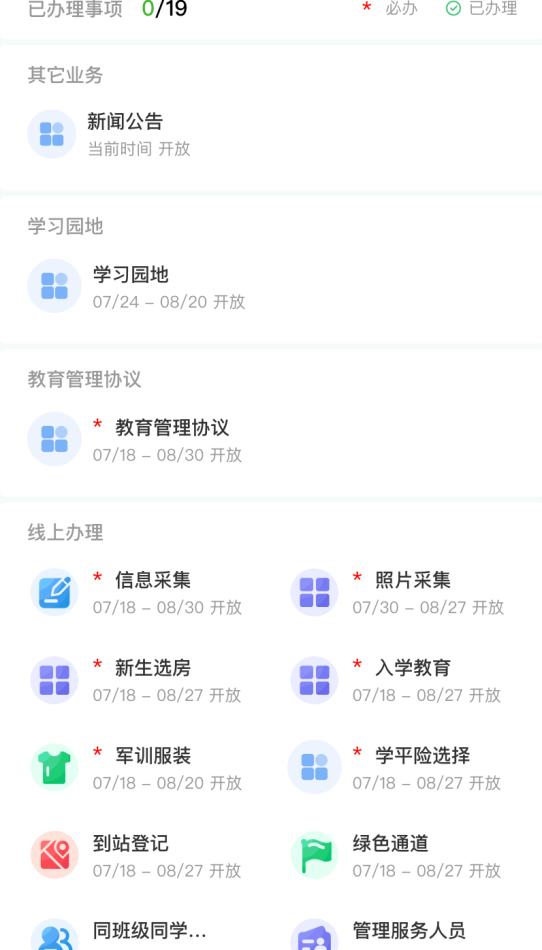 已办理事项 0/19 * 必办 已办理
其它业务
新闻公告
当前时间 开放
学习园地
学习园地
07/24 – 08/20 开放
教育管理协议
* 教育管理协议
07/18 – 08/30 开放
线上办理
* 信息采集
07/18 – 08/30 开放
* 照片采集
07/30 – 08/27 开放
* 新生选房
07/18 – 08/27 开放
* 入学教育
07/18 – 08/27 开放
* 军训服装
07/18 – 08/20 开放
* 学平险选择
07/18 – 08/27 开放
到站登记
07/18 – 08/27 开放
绿色通道
07/18 – 08/27 开放
同班级同学...
管理服务人员